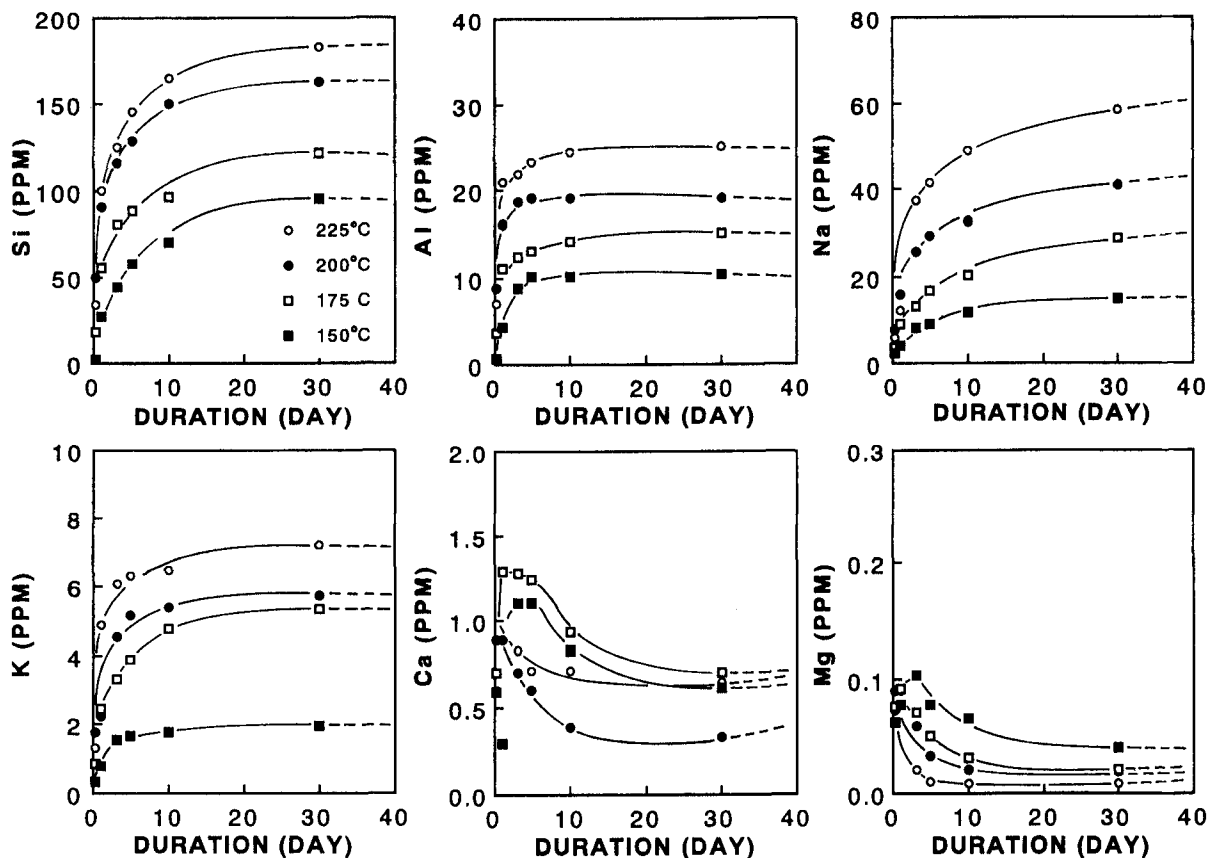 200
150
100
50
0
Si (PPM)
225°C
200°C
175 C
150°C
0 10 20 30 40
DURATION (DAY)
40
30
20
10
0
Al (PPM)
0 10 20 30 40
DURATION (DAY)
80
60
40
20
0
Na (PPM)
0 10 20 30 40
DURATION (DAY)
10
8
6
4
2
0
K (PPM)
0 10 20 30 40
DURATION (DAY)
2.0
1.5
1.0
0.5
0.0
Ca (PPM)
0 10 20 30 40
DURATION (DAY)
0.3
0.2
0.1
0.0
Mg (PPM)
0 10 20 30 40
DURATION (DAY)